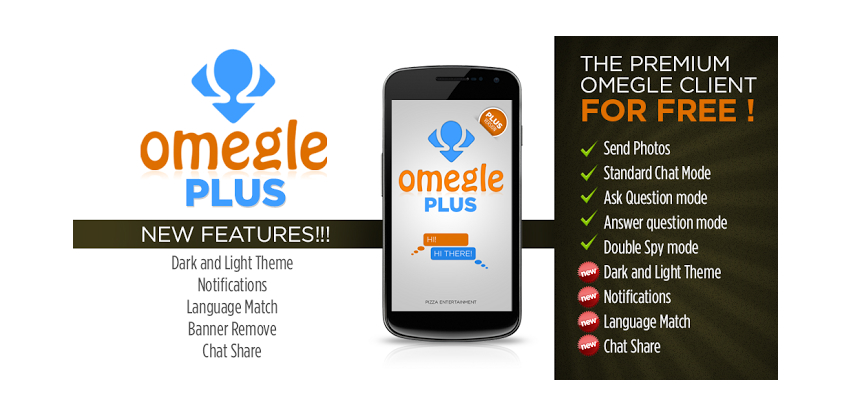 omegle
PLUS
NEW FEATURES!!!
Dark and Light Theme
Notifications
Language Match
Banner Remove
Chat Share
PLUS
omegle
PLUS
HI!
HI THERE!
PIZZA ENTERTAINMENT
THE PREMIUM
OMEGLE CLIENT
FOR FREE !
Send Photos
Standard Chat Mode
Ask Question mode
Answer question mode
Double Spy mode
new Dark and Light Theme
new Notifications
new Language Match
new Chat Share